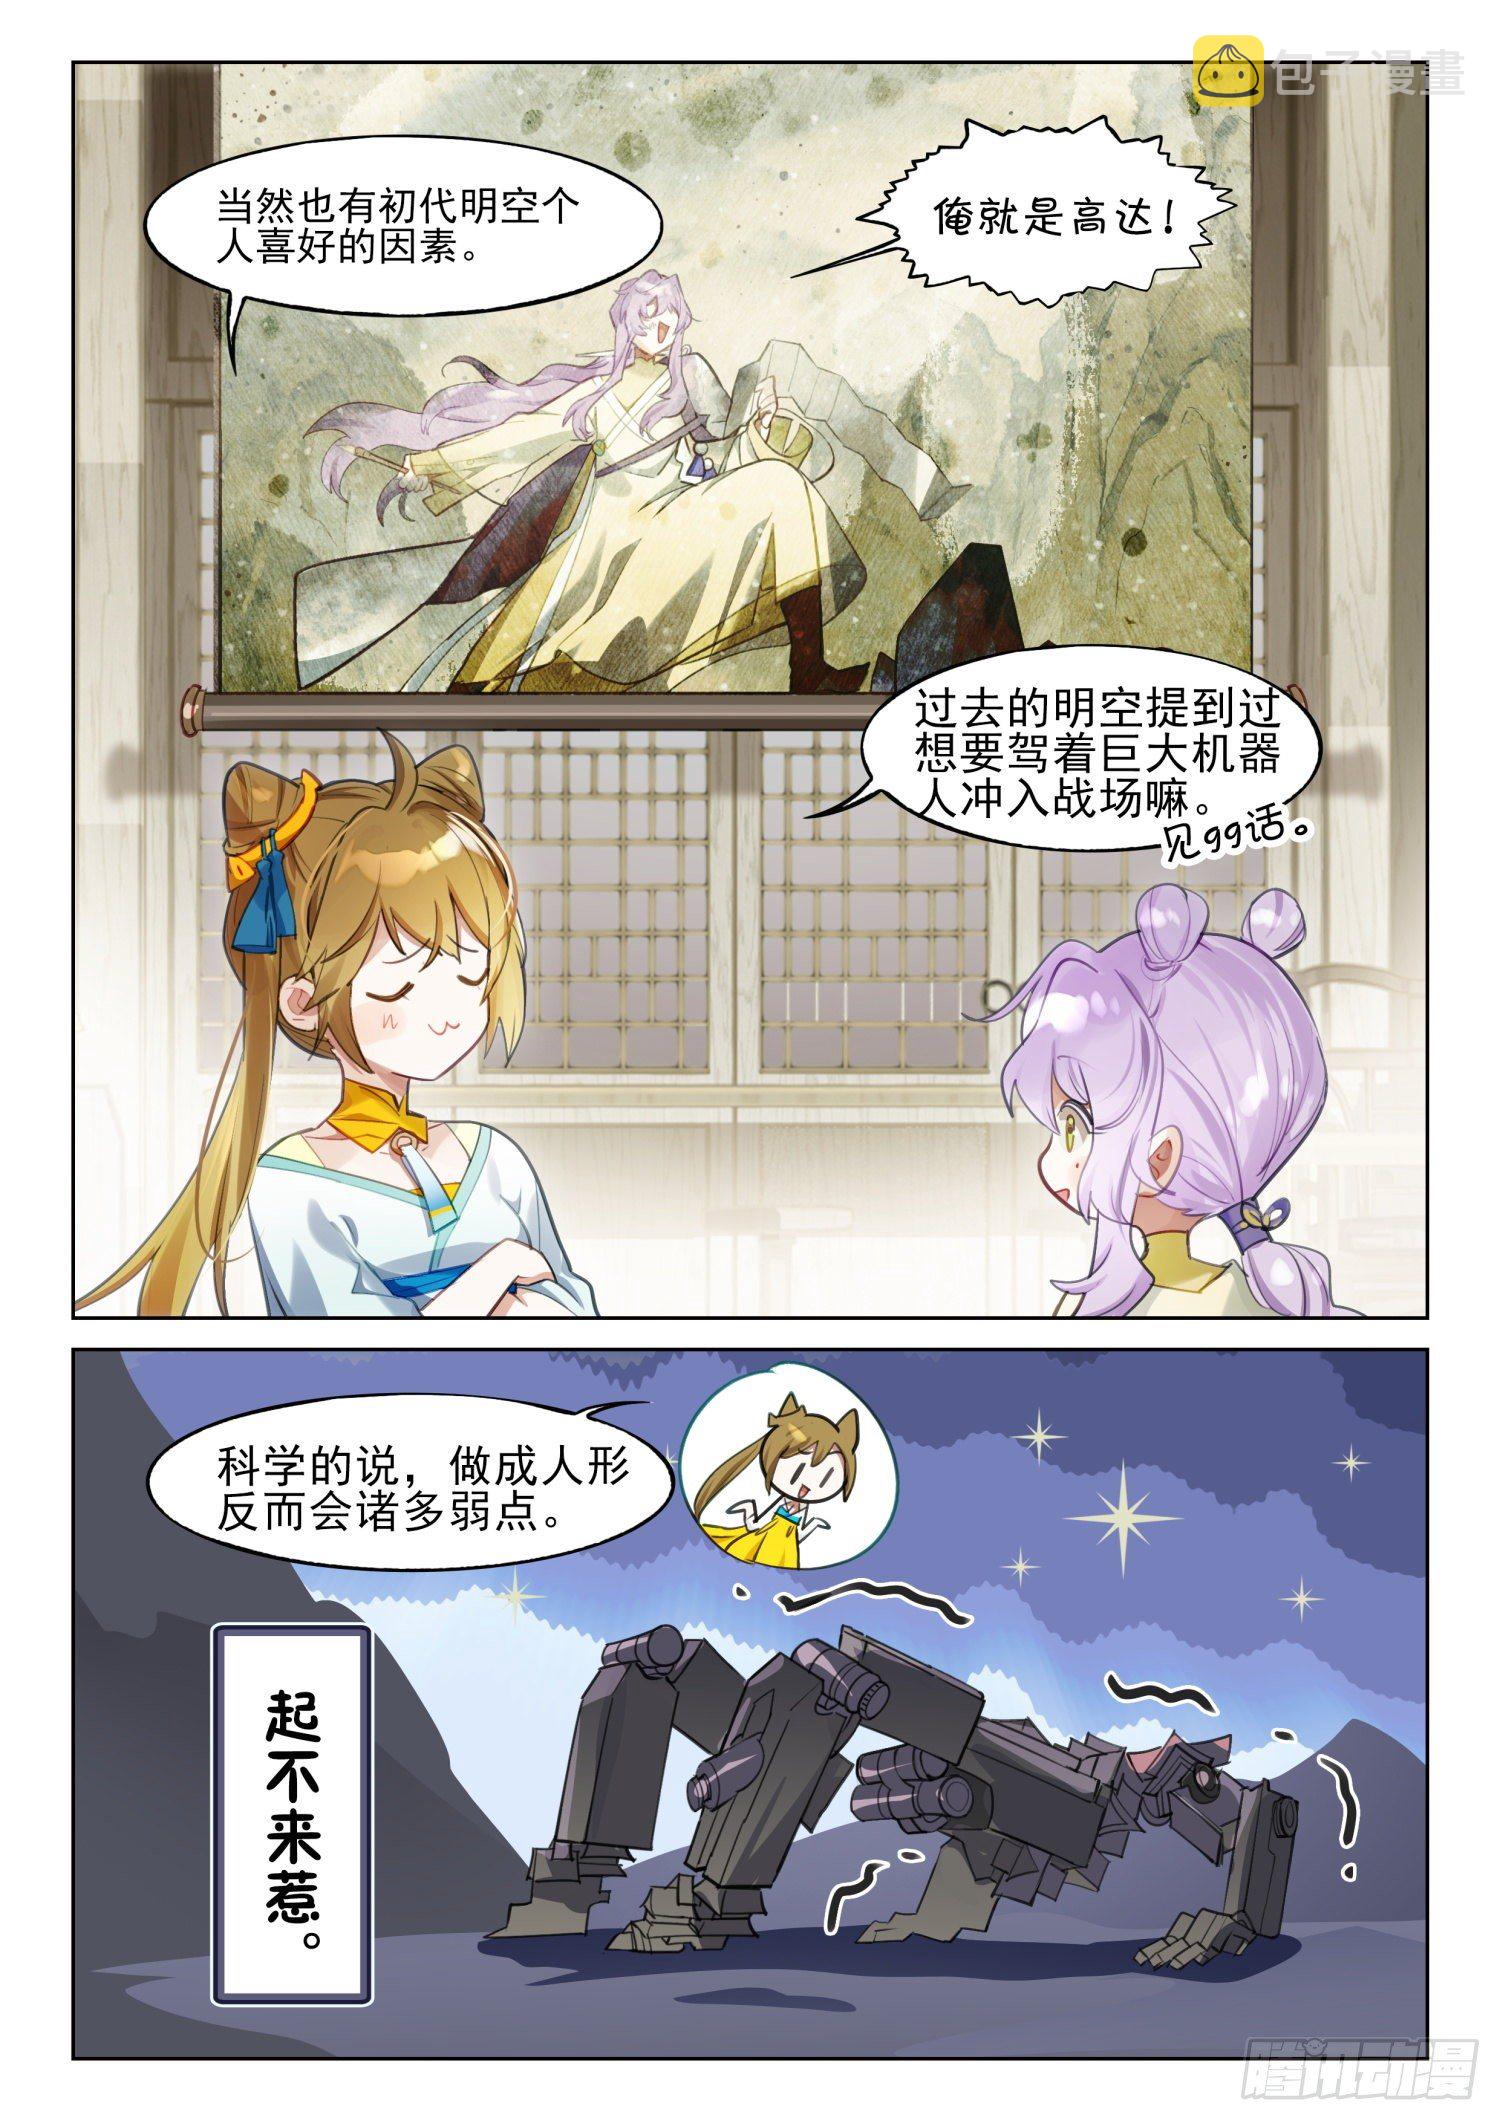 包子漫畫
当然也有初代明空个
人喜好的因素。
俺就是高达！
过去的明空提到过
想要驾着巨大机器
人冲入战场嘛。
见99话。
科学的说，做成人形
反而会诸多弱点。
起不来惹。
腾讯动漫